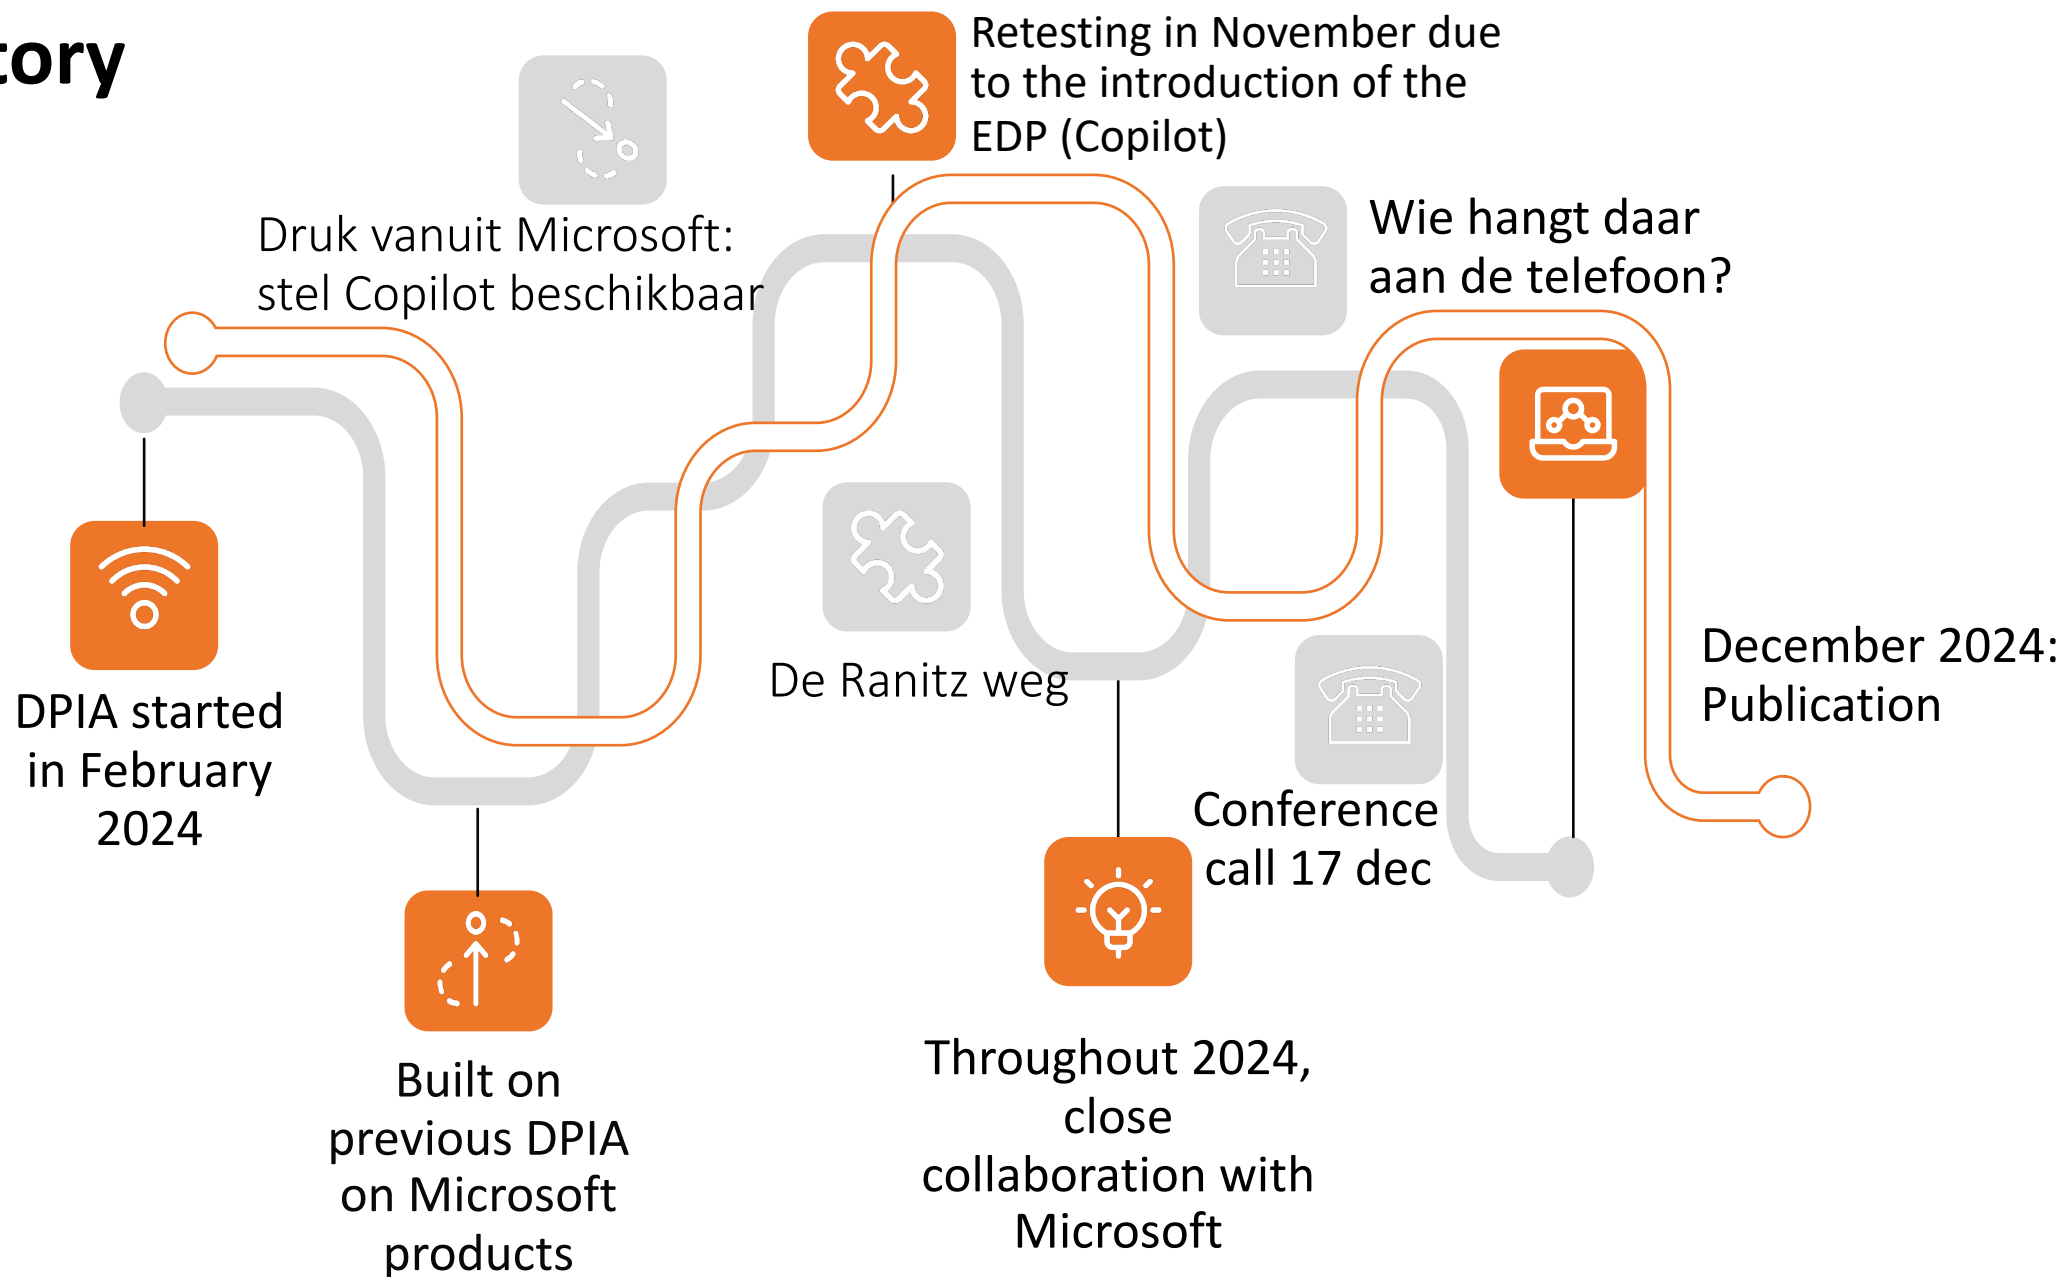 tory
Retesting in November due
to the introduction of the
EDP (Copilot)
Druk vanuit Microsoft:
stel Copilot beschikbaar
Wie hangt daar
aan de telefoon?
De Ranitz weg
December 2024:
Publication
DPIA started
in February
2024
Conference
call 17 dec
Built on
previous DPIA
on Microsoft
products
Throughout 2024,
close
collaboration with
Microsoft